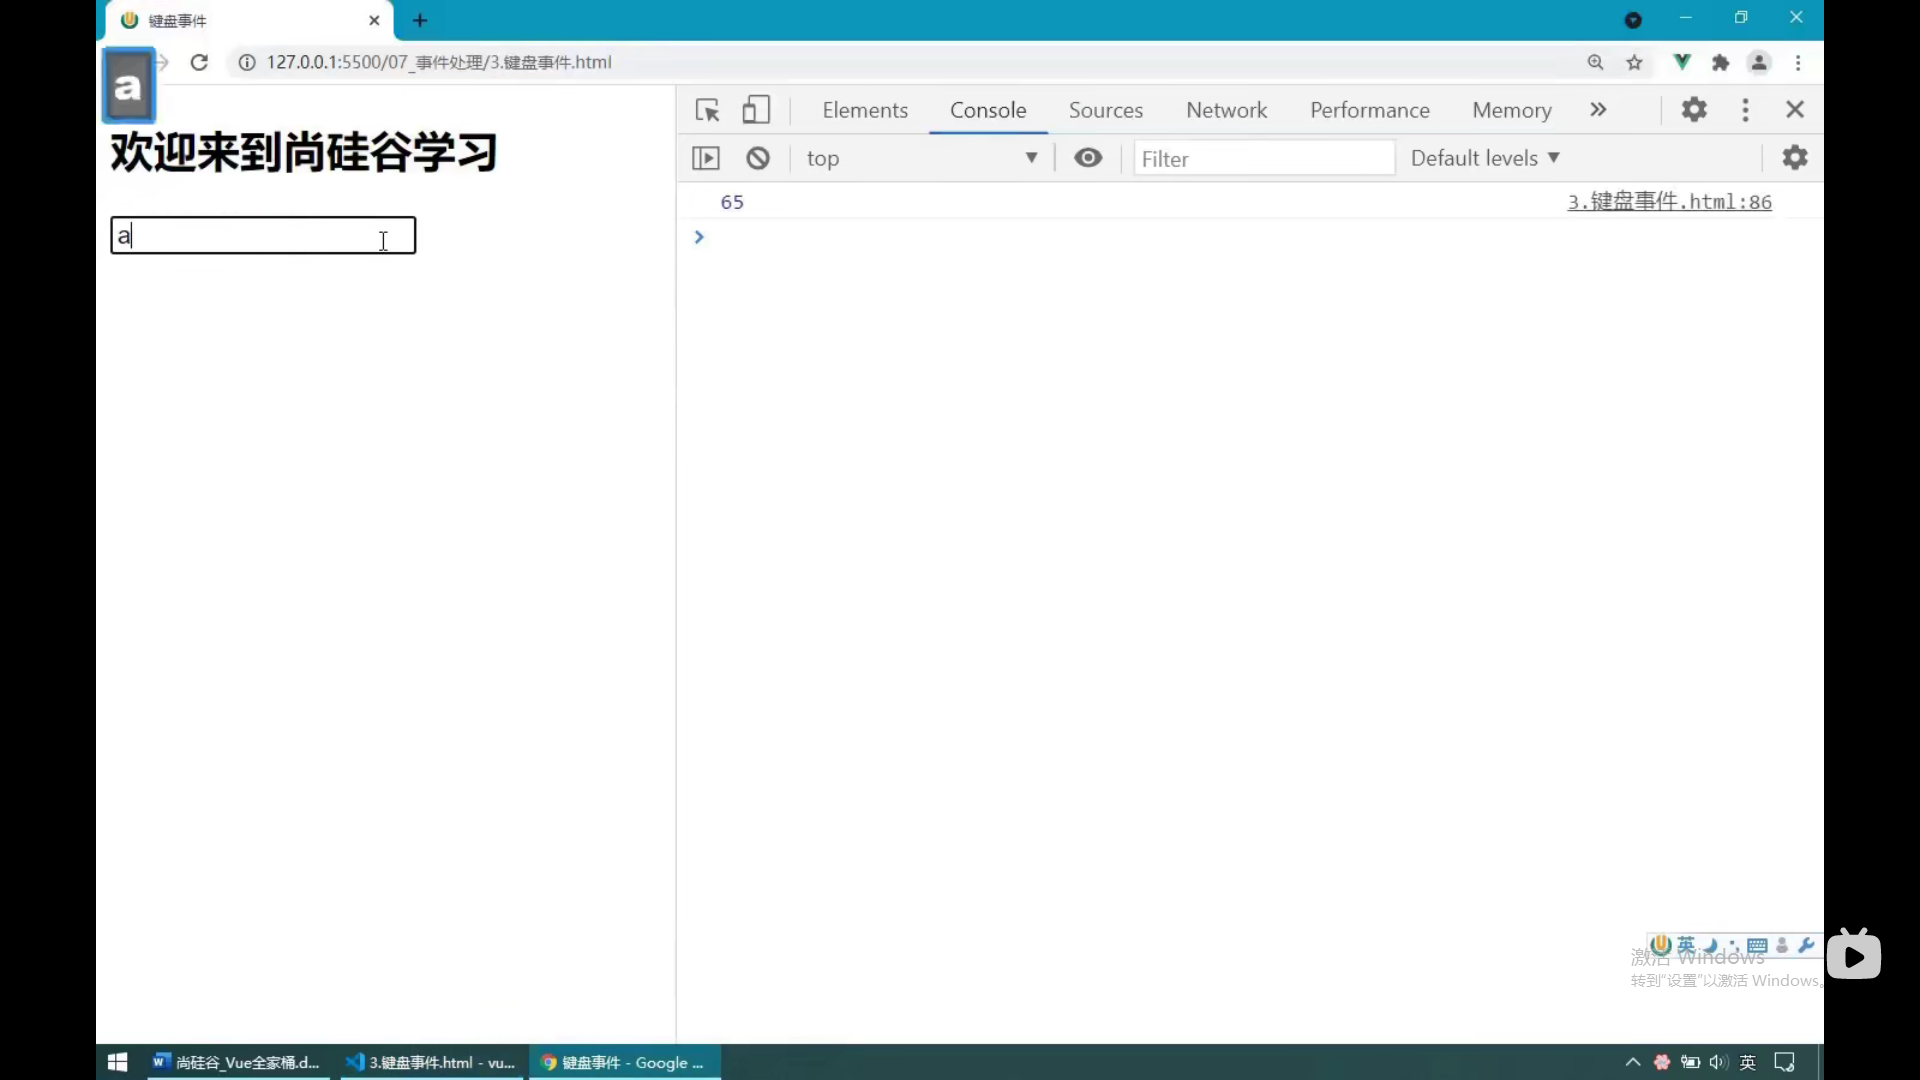 键盘事件
127.0.0.1:5500/07_事件处理/3.键盘事件.html
a
欢迎来到尚硅谷学习
a
Elements Console Sources Network Performance Memory
top Filter Default levels
65 3.键盘事件.html:86
英
激活 Windows
转到"设置"以激活 Windows。
尚硅谷_Vue全家桶.d... 3.键盘事件.html - vu... 键盘事件 - Google ... 英